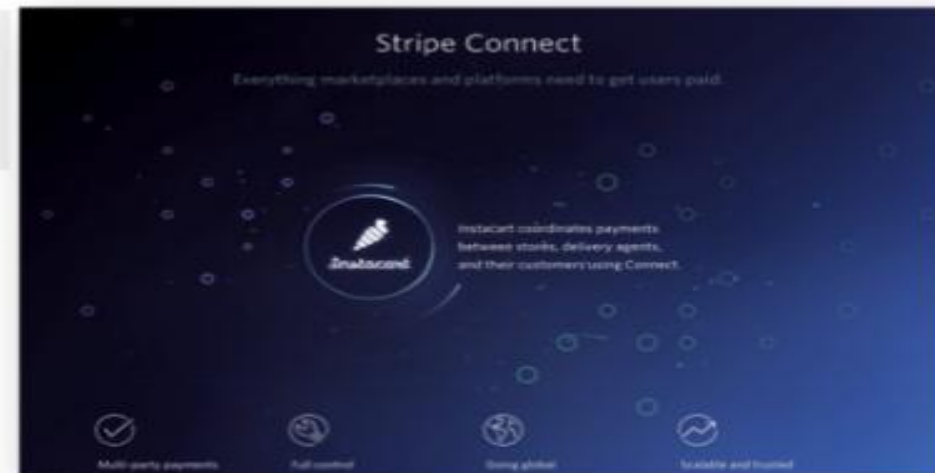 Stripe Connect
Everything marketplaces and platforms need to get users paid.
Instacart
Instacart coordinates payments
between stores, delivery agents,
and their customers using Connect.
Multi-party payments
Full control
Going global
Scalable and trusted